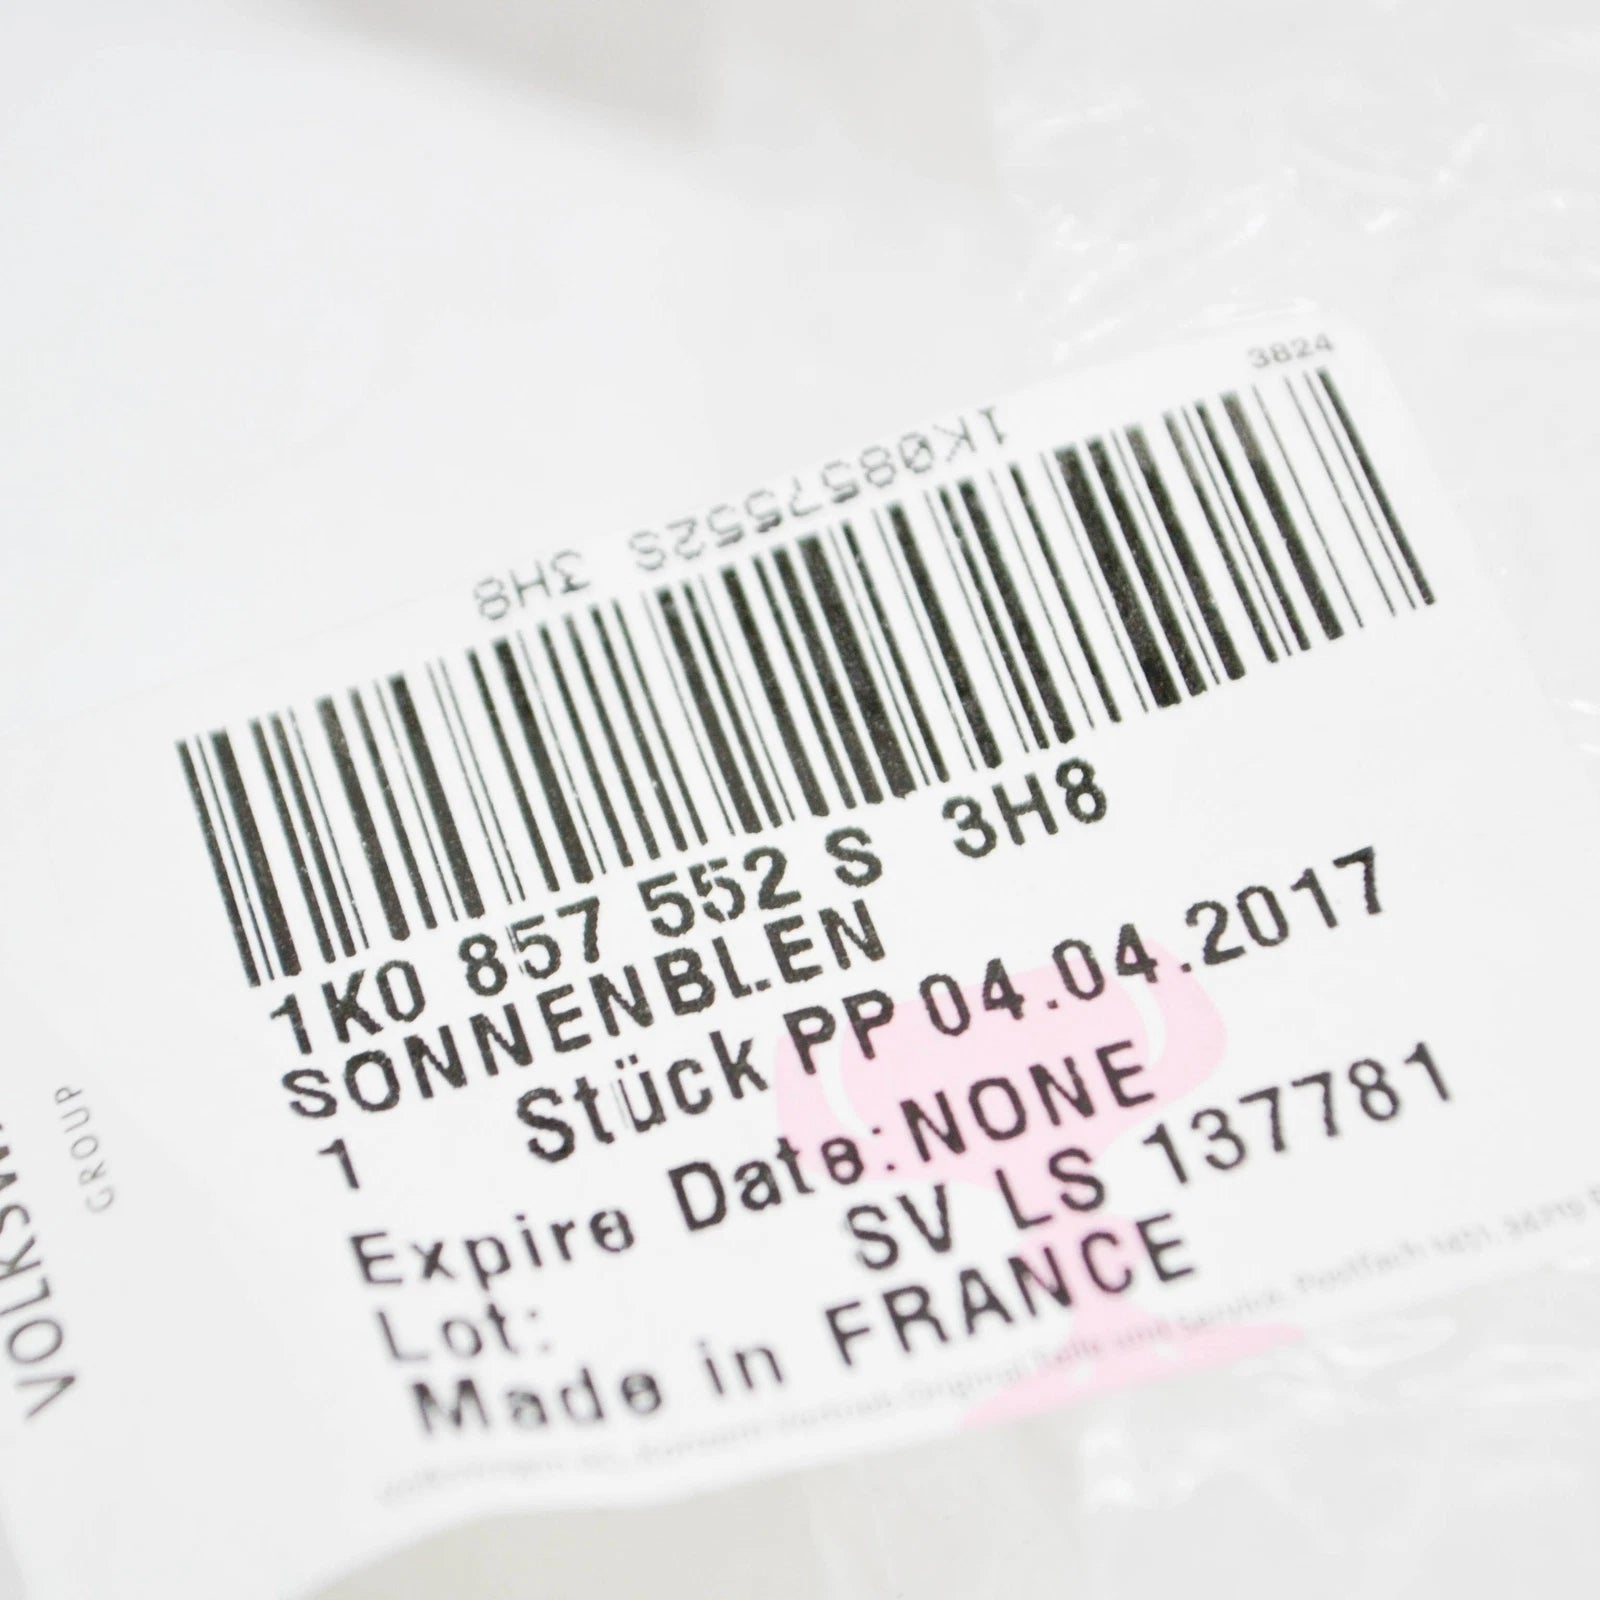 3824
1K0857552S 3H8
1K0 857 552 S 3H8
SONNENBLEN
1 Stück PP 04.04.2017
Expire Date: NONE
Lot: SV LS 137781
Made in FRANCE
GROUP